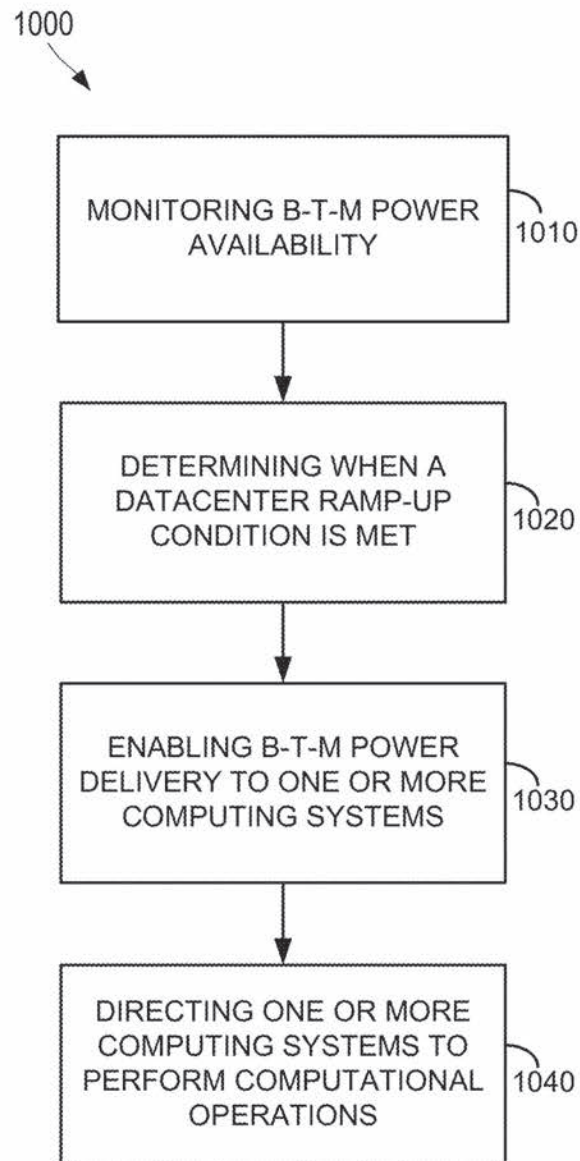 1000
MONITORING B-T-M POWER
AVAILABILITY
1010
DETERMINING WHEN A
DATACENTER RAMP-UP
CONDITION IS MET
1020
ENABLING B-T-M POWER
DELIVERY TO ONE OR MORE
COMPUTING SYSTEMS
1030
DIRECTING ONE OR MORE
COMPUTING SYSTEMS TO
PERFORM COMPUTATIONAL
OPERATIONS
1040